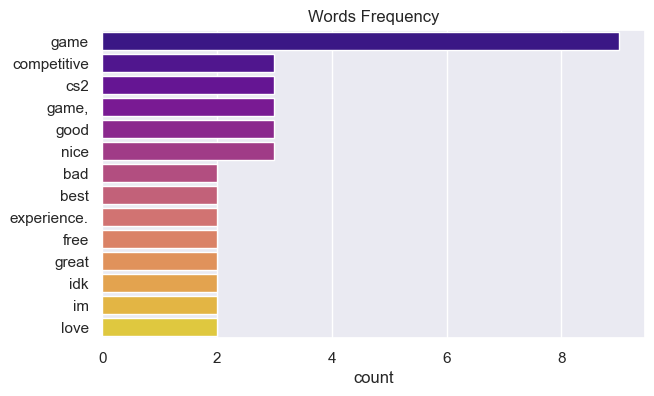 Words Frequency
game
competitive
cs2
game,
good
nice
bad
best
experience.
free
great
idk
im
love
0 2 4 6 8
count